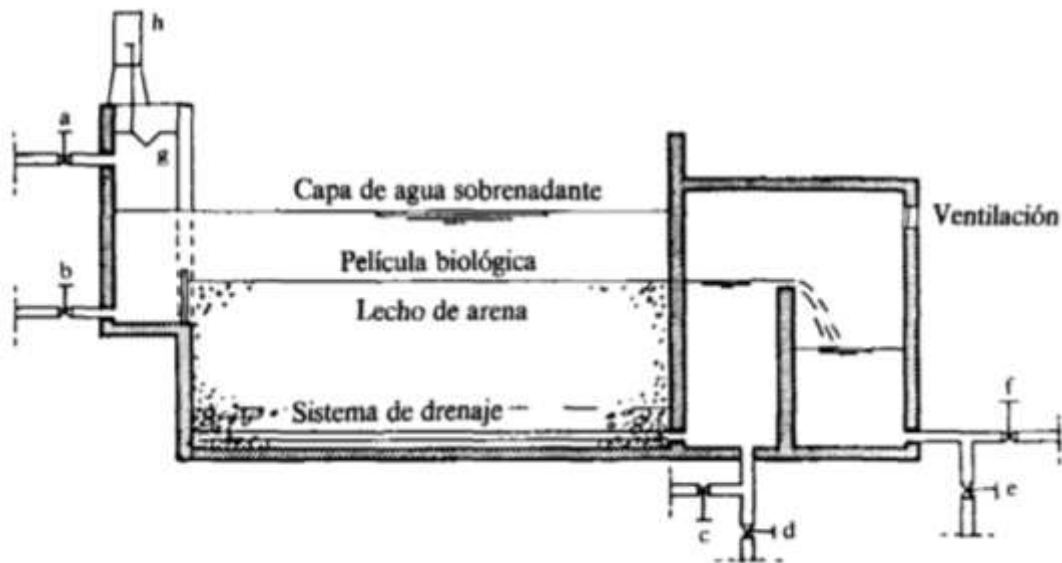 h
a
g
Capa de agua sobrenadante
Ventilación
b
Película biológica
Lecho de arena
Sistema de drenaje
f
c
d
e